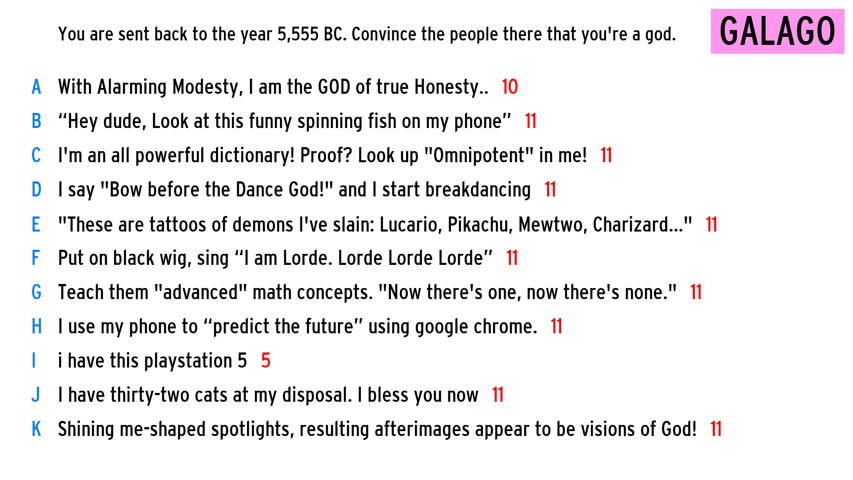 You are sent back to the year 5,555 BC. Convince the people there that you're a god.
GALAGO
A With Alarming Modesty, I am the GOD of true Honesty.. 10
B “Hey dude, Look at this funny spinning fish on my phone” 11
C I'm an all powerful dictionary! Proof? Look up "Omnipotent" in me! 11
D I say "Bow before the Dance God!" and I start breakdancing 11
E "These are tattoos of demons I've slain: Lucario, Pikachu, Mewtwo, Charizard..." 11
F Put on black wig, sing “I am Lorde. Lorde Lorde Lorde” 11
G Teach them "advanced" math concepts. "Now there's one, now there's none." 11
H I use my phone to “predict the future” using google chrome. 11
I i have this playstation 5 5
J I have thirty-two cats at my disposal. I bless you now 11
K Shining me-shaped spotlights, resulting afterimages appear to be visions of God! 11